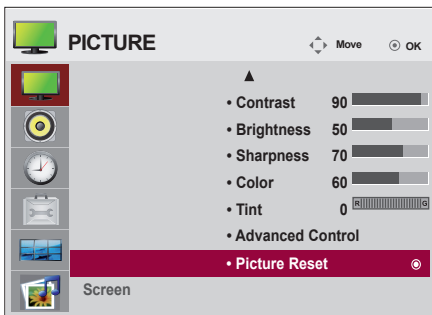 PICTURE
Move
OK
▲
• Contrast 90
• Brightness 50
• Sharpness 70
• Color 60
• Tint 0 R G
• Advanced Control
• Picture Reset
Screen